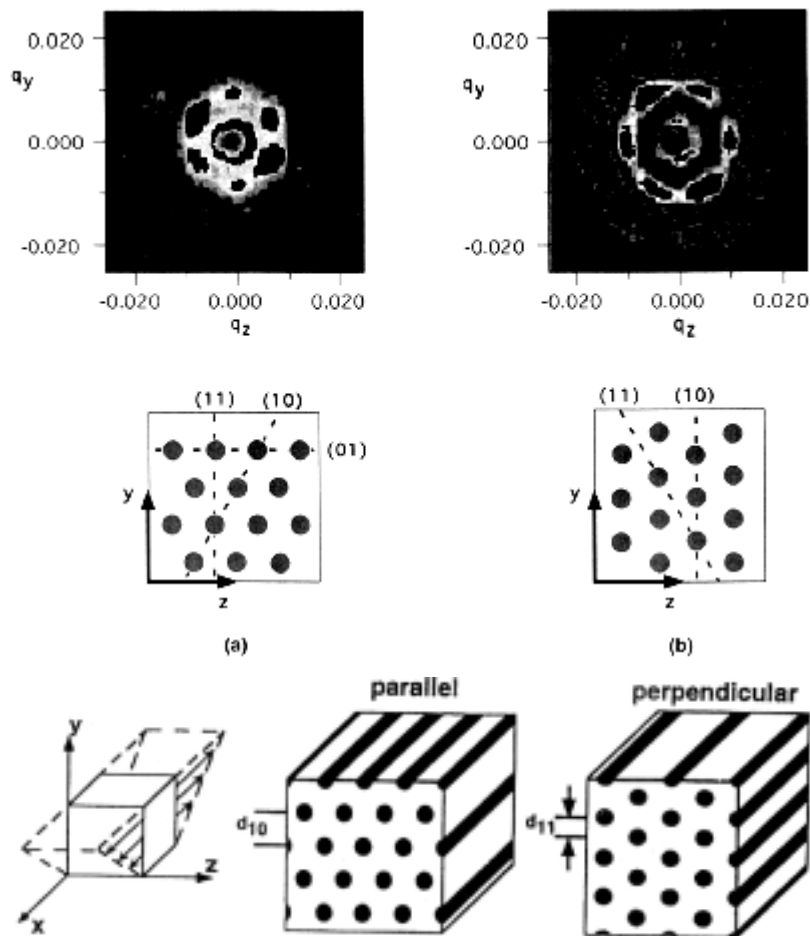 0.020
qy
0.000
-0.020
-0.020 0.000 0.020
qz
0.020
qy
0.000
-0.020
-0.020 0.000 0.020
qz
(11) (10)
(01)
y
z
(a)
(11) (10)
y
z
(b)
y
z
x
parallel
d10
perpendicular
d11